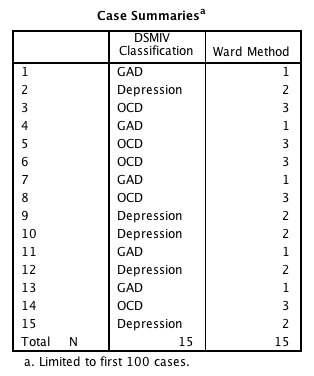 Case Summariesa
DSMIV
Classification Ward Method
1 GAD 1
2 Depression 2
3 OCD 3
4 GAD 1
5 OCD 3
6 OCD 3
7 GAD 1
8 OCD 3
9 Depression 2
10 Depression 2
11 GAD 1
12 Depression 2
13 GAD 1
14 OCD 3
15 Depression 2
Total N 15 15
a. Limited to first 100 cases.